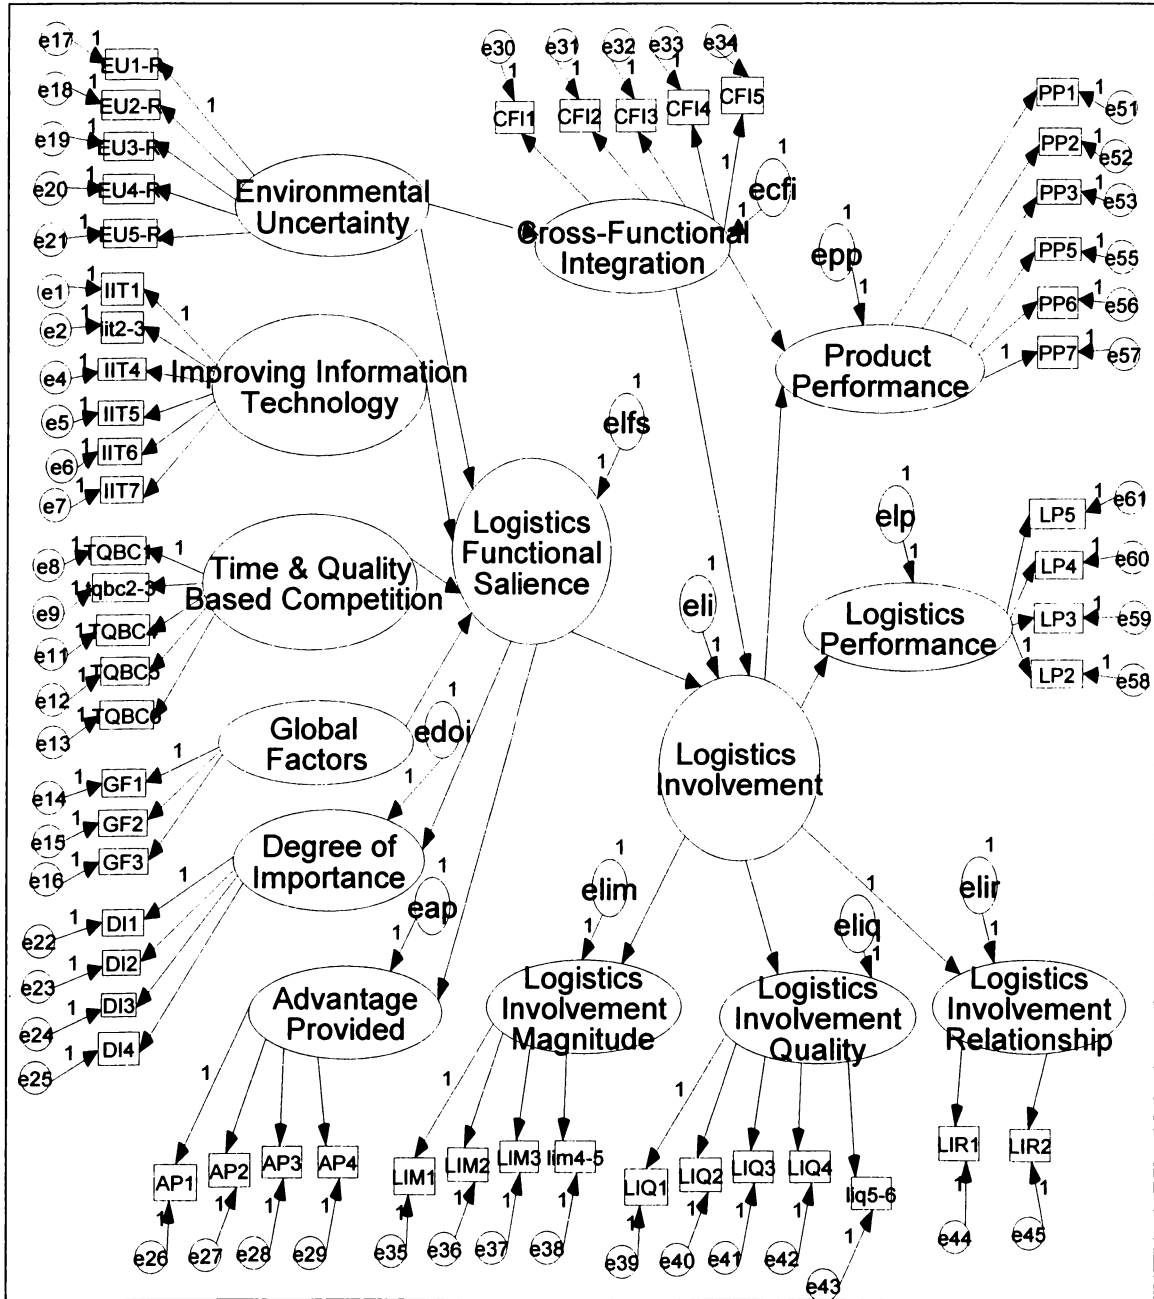 e17
1
EU1-R
e18
1
EU2-R
1
e19
1
EU3-R
e20
1
EU4-R
e21
1
EU5-R
Environmental
Uncertainty
e30
1
CFI1
e31
1
CFI2
e32
1
CFI3
e33
1
CFI4
e34
1
CFI5
1
1
ecfi
1
Cross-Functional
Integration
PP1
1
e51
PP2
1
e52
PP3
1
e53
PP5
1
e55
PP6
1
e56
PP7
1
e57
1
epp
1
1
Product
Performance
e1
1
IIT1
1
e2
1
iit2-3
e4
1
IIT4
e5
1
IIT5
e6
1
IIT6
e7
1
IIT7
Improving Information
Technology
1
elfs
1
Logistics
Functional
Salience
e8
1
TQBC1
1
e9
1
tqbc2-3
e11
1
TQBC
e12
1
TQBC5
e13
1
TQBC6
Time & Quality
Based Competition
1
elp
1
Logistics
Performance
LP5
1
e61
LP4
1
e60
LP3
1
e59
LP2
1
e58
1
1
eli
1
Logistics
Involvement
Global
Factors
1
e14
1
GF1
e15
1
GF2
e16
1
GF3
1
edoi
1
Degree of
Importance
1
e22
1
DI1
e23
1
DI2
e24
1
DI3
e25
1
DI4
1
eap
1
Advantage
Provided
1
AP1
1
e26
AP2
1
e27
AP3
1
e28
AP4
1
e29
1
elim
1
Logistics
Involvement
Magnitude
1
LIM1
1
e35
LIM2
1
e36
LIM3
1
e37
lim4-5
1
e38
1
eliq
1
Logistics
Involvement
Quality
1
LIQ1
1
e39
LIQ2
1
e40
LIQ3
1
e41
LIQ4
1
e42
liq5-6
1
e43
1
elir
1
Logistics
Involvement
Relationship
LIR1
1
e44
LIR2
1
e45